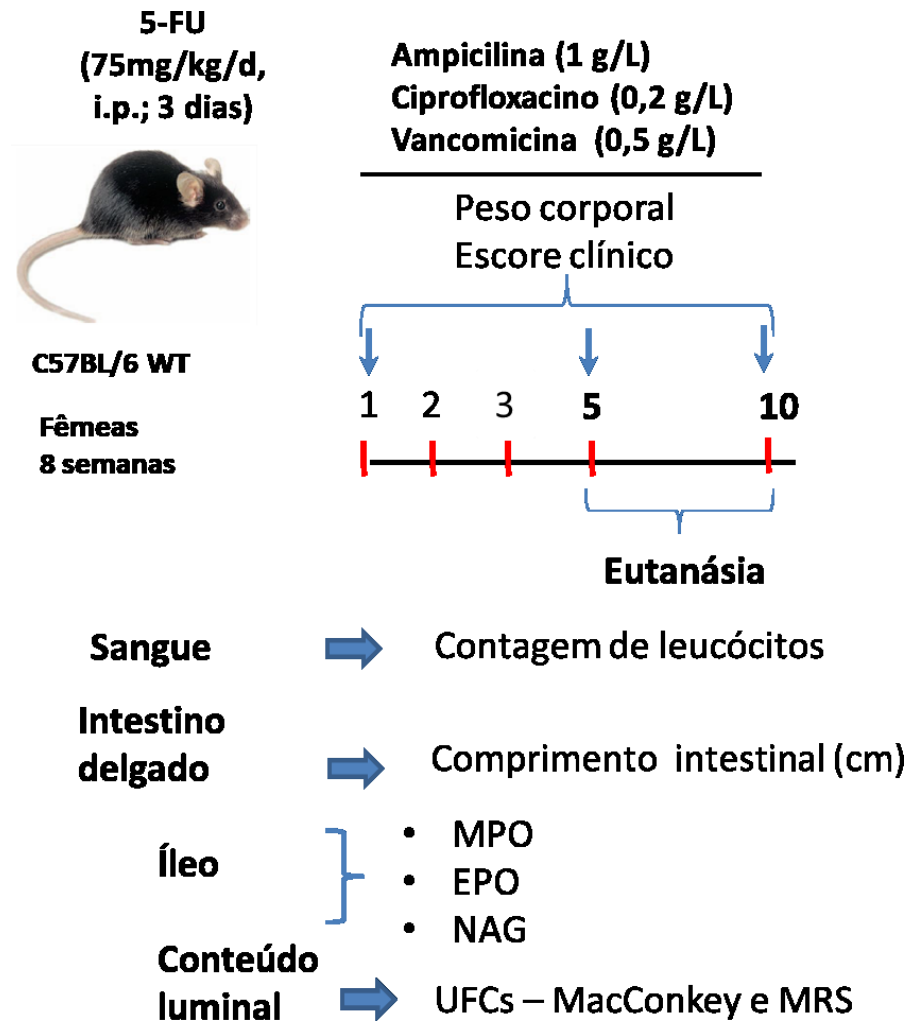 5-FU
(75mg/kg/d,
i.p.; 3 dias)
C57BL/6 WT
Fêmeas
8 semanas
Ampicilina (1 g/L)
Ciprofloxacino (0,2 g/L)
Vancomicina (0,5 g/L)
Peso corporal
Escore clínico
1 2 3 5 10
Eutanásia
Sangue Contagem de leucócitos
Intestino
delgado Comprimento intestinal (cm)
Íleo
• MPO
• EPO
• NAG
Conteúdo
luminal UFCs – MacConkey e MRS